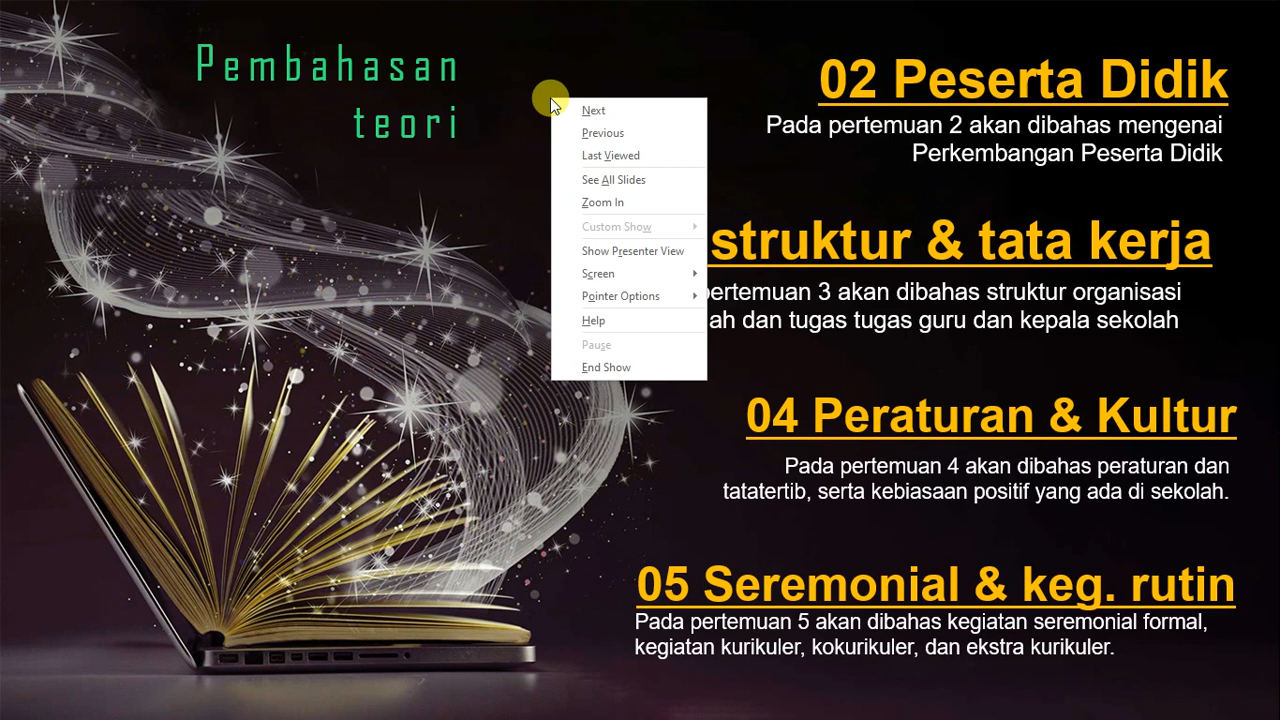 Pembahasan
teori
Next
Previous
Last Viewed
See All Slides
Zoom In
Custom Show
Show Presenter View
Screen
Pointer Options
Help
Pause
End Show
02 Peserta Didik
Pada pertemuan 2 akan dibahas mengenai
Perkembangan Peserta Didik
struktur & tata kerja
pertemuan 3 akan dibahas struktur organisasi
ah dan tugas tugas guru dan kepala sekolah
04 Peraturan & Kultur
Pada pertemuan 4 akan dibahas peraturan dan
tatatertib, serta kebiasaan positif yang ada di sekolah.
05 Seremonial & keg. rutin
Pada pertemuan 5 akan dibahas kegiatan seremonial formal,
kegiatan kurikuler, kokurikuler, dan ekstra kurikuler.